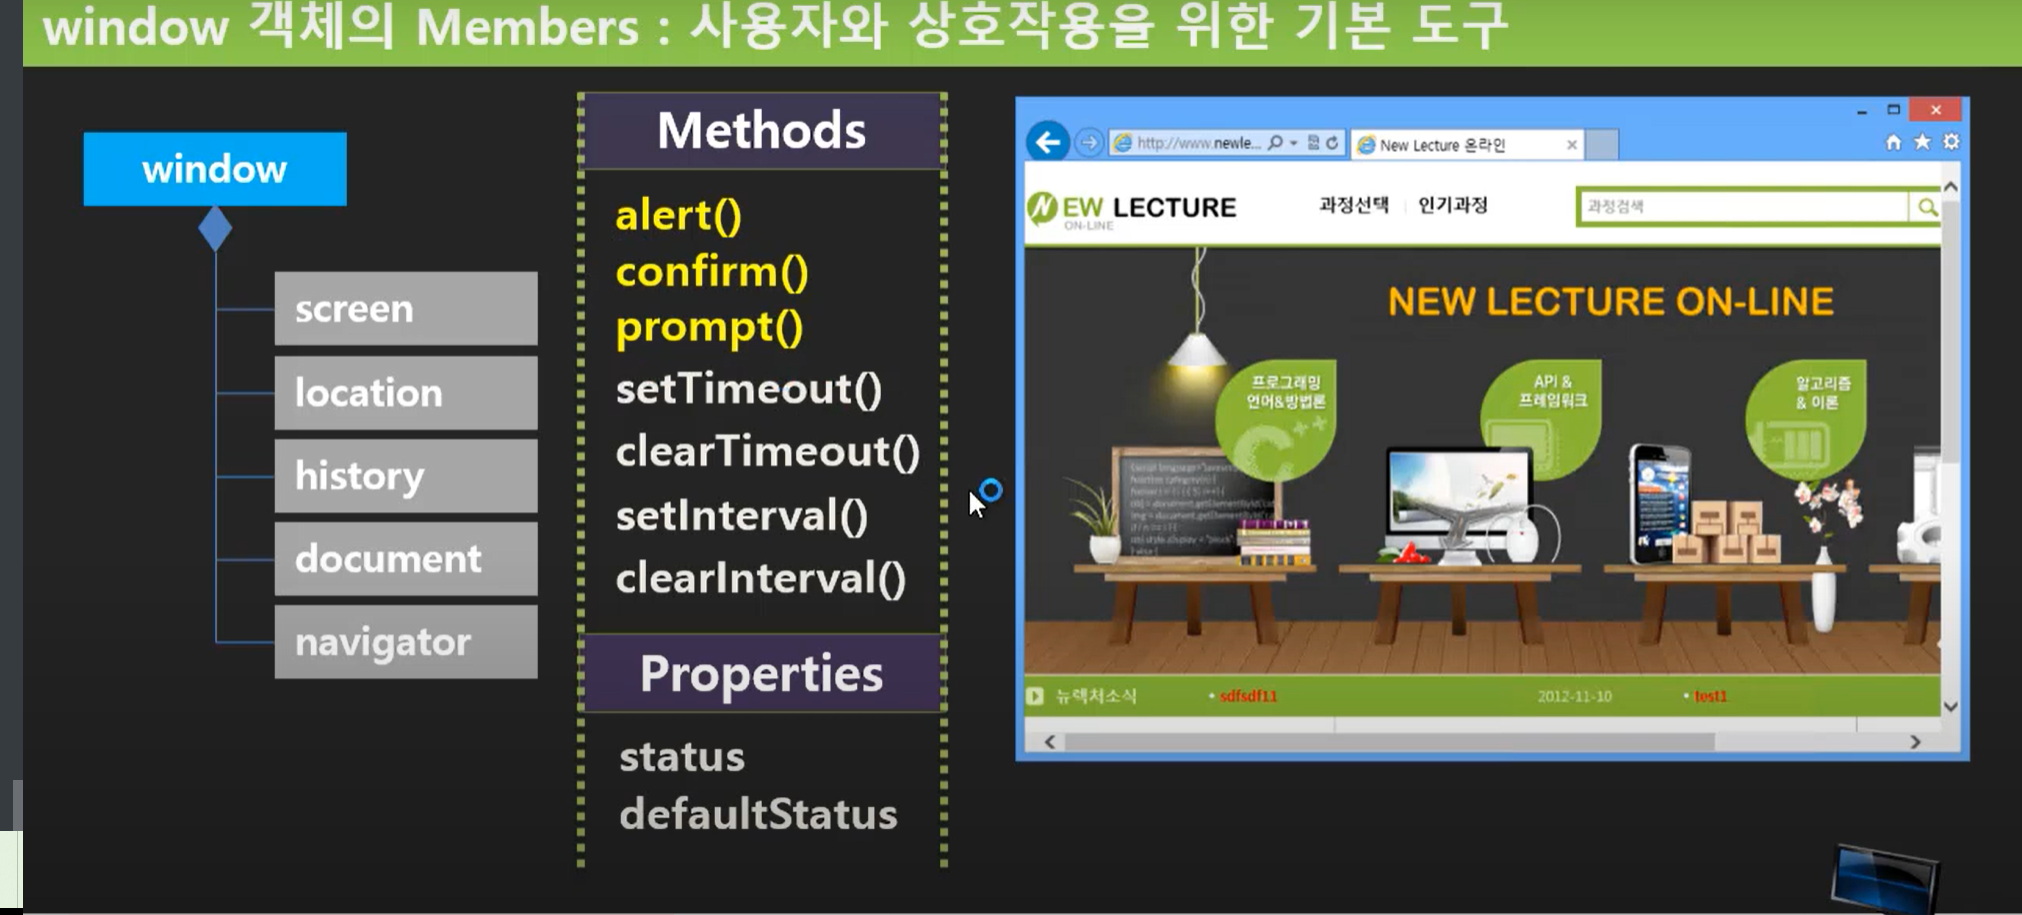 window 객체의 Members : 사용자와 상호작용을 위한 기본 도구
window
screen
location
history
document
navigator
Methods
alert()
confirm()
prompt()
setTimeout()
clearTimeout()
setInterval()
clearInterval()
Properties
status
defaultStatus
http://www.newle...
New Lecture 온라인
NEW LECTURE
ON-LINE
과정선택
인기과정
과정검색
NEW LECTURE ON-LINE
프로그래밍
언어&방법론
C++
API &
프레임워크
알고리즘
& 이론
뉴렉처소식
• sdfsdf11
2012-11-10
• test1